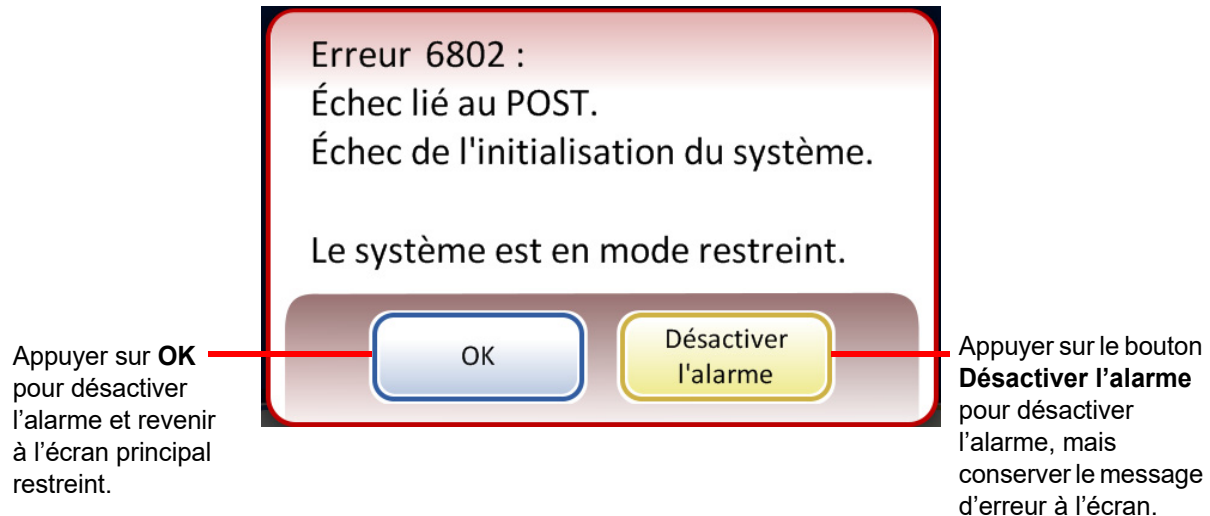 Erreur 6802 :
Échec lié au POST.
Échec de l'initialisation du système.
Le système est en mode restreint.
OK
Désactiver
l'alarme
Appuyer sur OK
pour désactiver
l’alarme et revenir
à l’écran principal
restreint.
Appuyer sur le bouton
Désactiver l’alarme
pour désactiver
l’alarme, mais
conserver le message
d’erreur à l’écran.